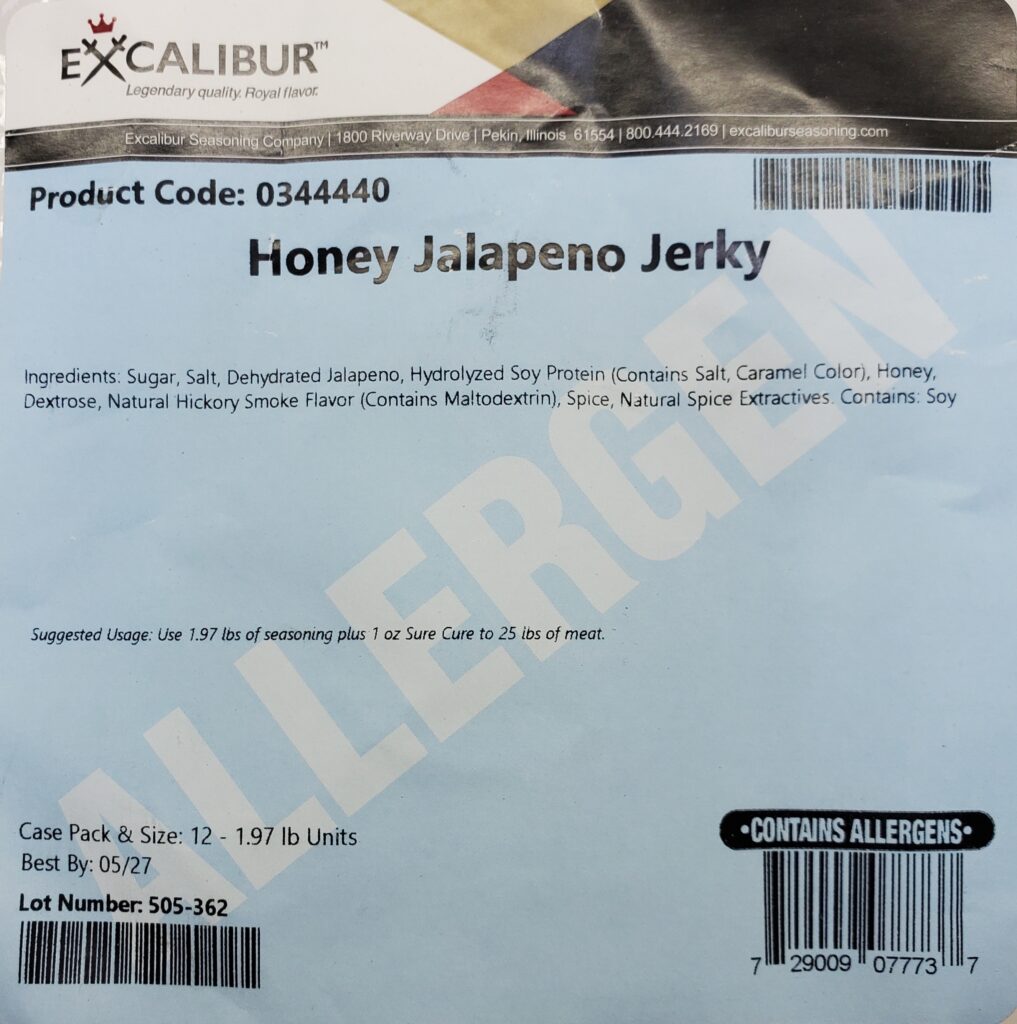 EXCALIBUR™
Legendary quality. Royal flavor.
Excalibur Seasoning Company | 1800 Riverway Drive | Pekin, Illinois 61554 | 800.444.2169 | excaliburseasoning.com
Product Code: 0344440
Honey Jalapeno Jerky
Ingredients: Sugar, Salt, Dehydrated Jalapeno, Hydrolyzed Soy Protein (Contains Salt, Caramel Color), Honey,
Dextrose, Natural Hickory Smoke Flavor (Contains Maltodextrin), Spice, Natural Spice Extractives. Contains: Soy
ALLERGEN
Suggested Usage: Use 1.97 lbs of seasoning plus 1 oz Sure Cure to 25 lbs of meat.
Case Pack & Size: 12 - 1.97 lb Units
Best By: 05/27
Lot Number: 505-362
•CONTAINS ALLERGENS•
7 29009 07773 7